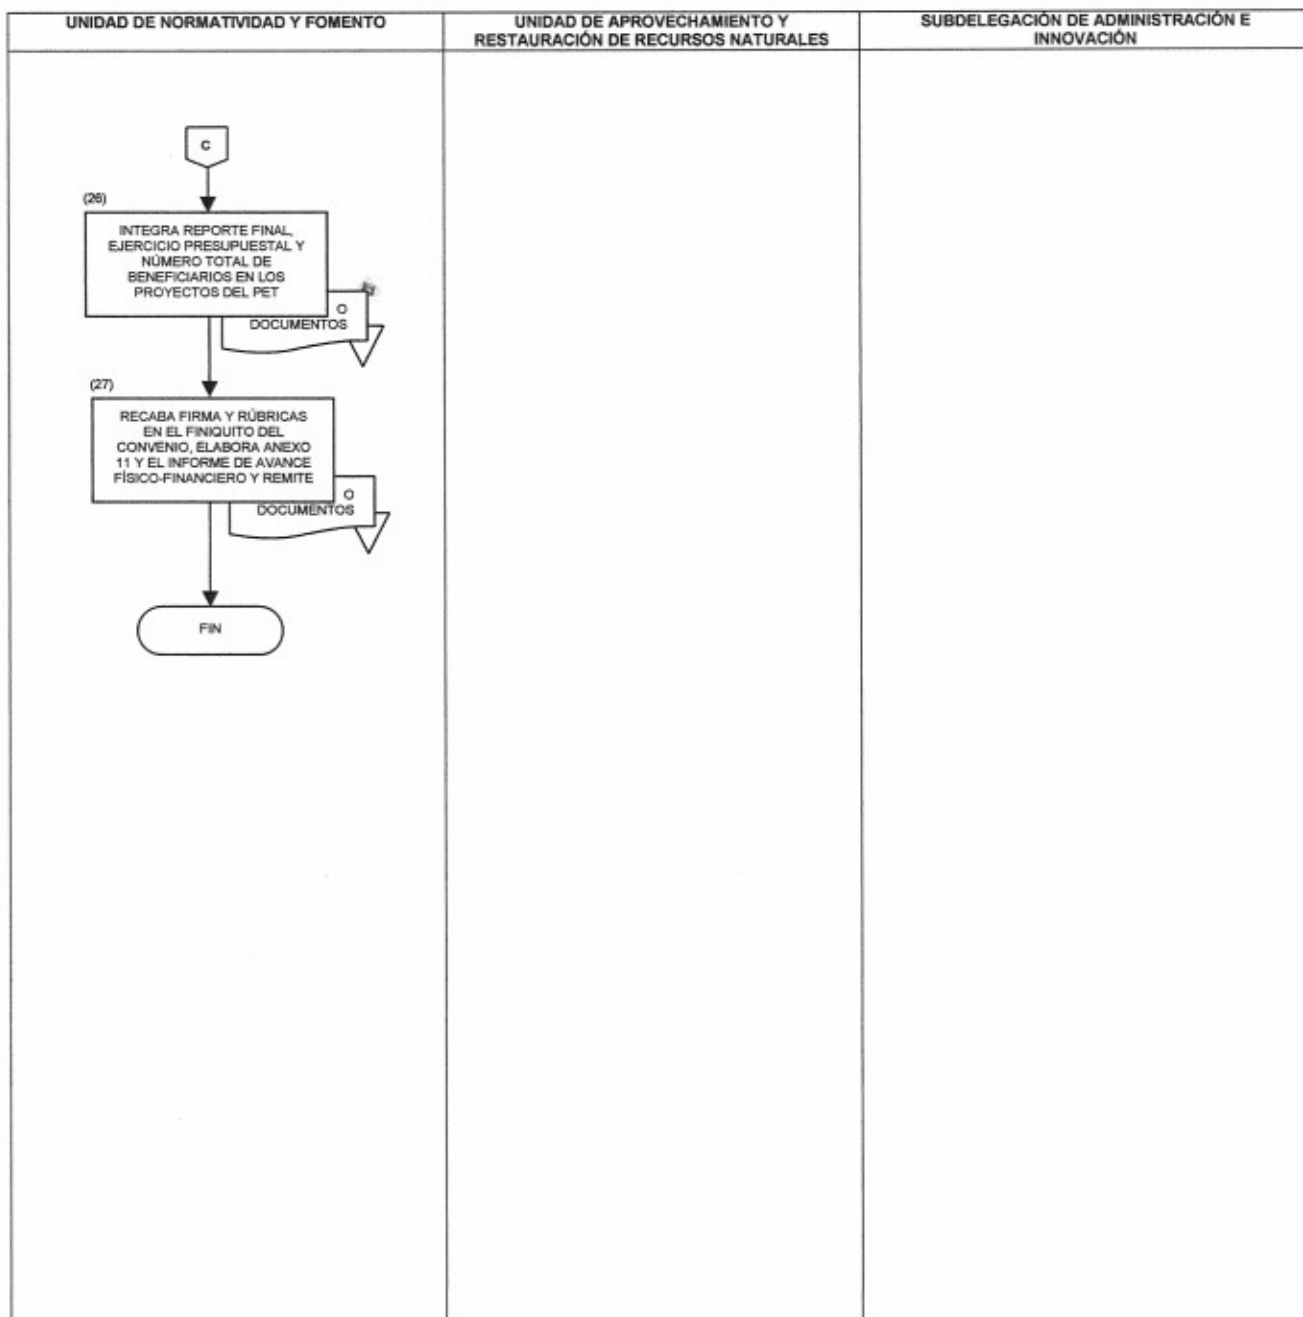 UNIDAD DE NORMATIVIDAD Y FOMENTO
UNIDAD DE APROVECHAMIENTO Y
RESTAURACIÓN DE RECURSOS NATURALES
SUBDELEGACIÓN DE ADMINISTRACIÓN E
INNOVACIÓN
C
(26)
INTEGRA REPORTE FINAL,
EJERCICIO PRESUPUESTAL Y
NÚMERO TOTAL DE
BENEFICIARIOS EN LOS
PROYECTOS DEL PET
O
DOCUMENTOS
(27)
RECABA FIRMA Y RÚBRICAS
EN EL FINIQUITO DEL
CONVENIO, ELABORA ANEXO
11 Y EL INFORME DE AVANCE
FÍSICO-FINANCIERO Y REMITE
O
DOCUMENTOS
FIN